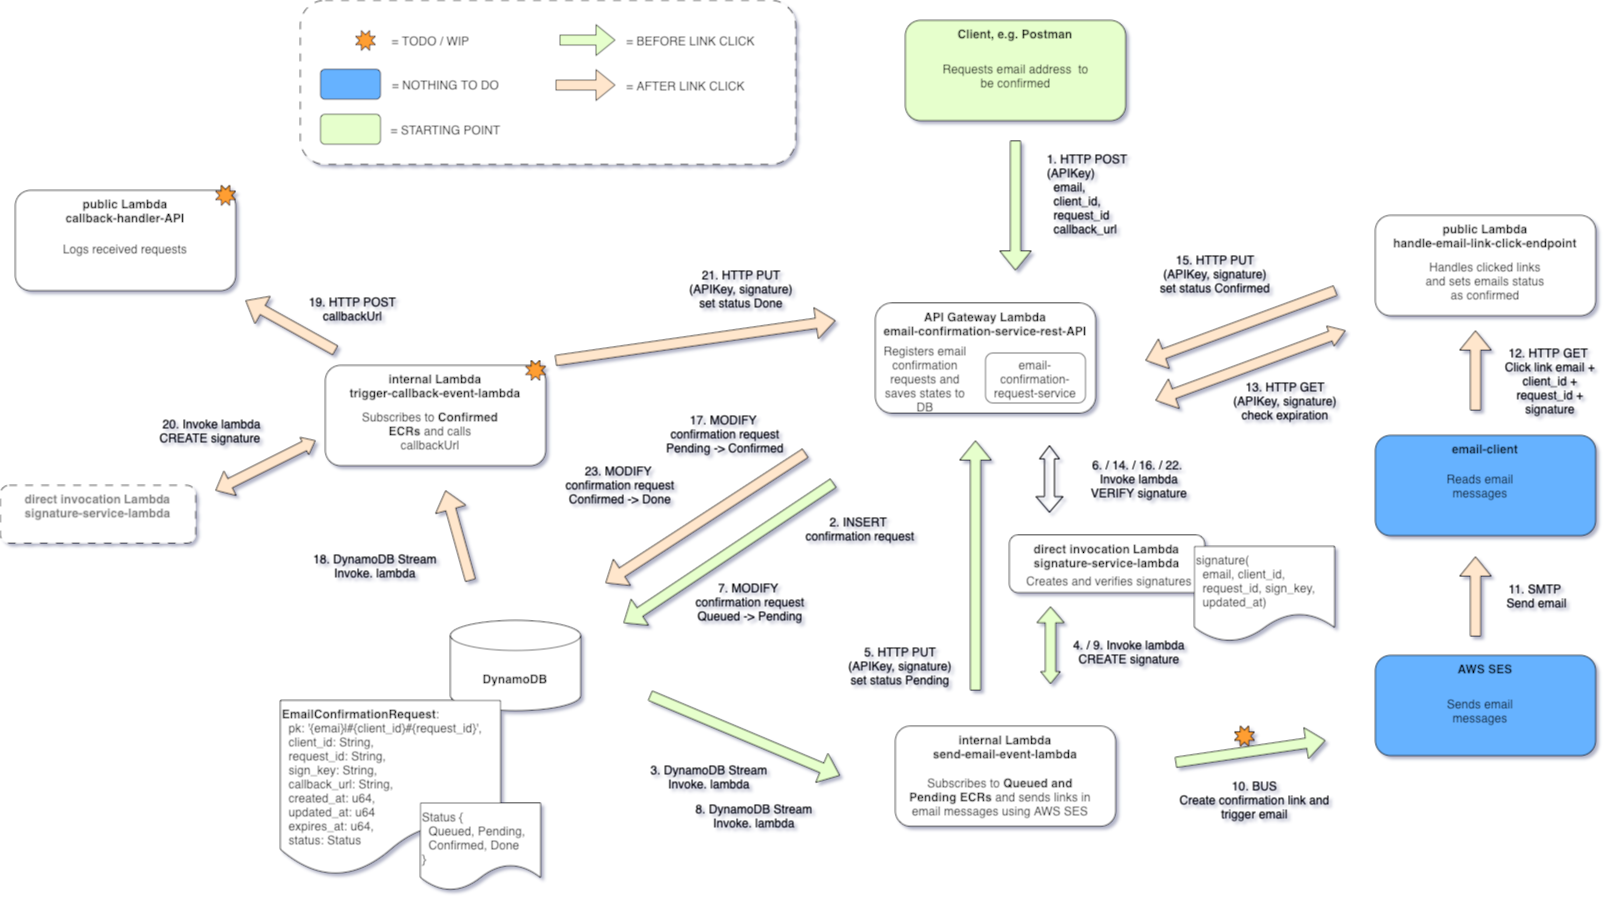 = TODO / WIP
= BEFORE LINK CLICK
= NOTHING TO DO
= AFTER LINK CLICK
= STARTING POINT
Client, e.g. Postman
Requests email address to
be confirmed
1. HTTP POST
(APIKey)
email,
client_id,
request_id
callback_url
public Lambda
callback-handler-API
Logs received requests
19. HTTP POST
callbackUrl
21. HTTP PUT
(APIKey, signature)
set status Done
API Gateway Lambda
email-confirmation-service-rest-API
Registers email
confirmation
requests and
saves states to
DB
email-
confirmation-
request-service
15. HTTP PUT
(APIKey, signature)
set status Confirmed
public Lambda
handle-email-link-click-endpoint
Handles clicked links
and sets emails status
as confirmed
13. HTTP GET
(APIKey, signature)
check expiration
12. HTTP GET
Click link email +
client_id +
request_id +
signature
internal Lambda
trigger-callback-event-lambda
Subscribes to Confirmed
ECRs and calls
callbackUrl
20. Invoke lambda
CREATE signature
direct invocation Lambda
signature-service-lambda
18. DynamoDB Stream
Invoke. lambda
17. MODIFY
confirmation request
Pending -> Confirmed
23. MODIFY
confirmation request
Confirmed -> Done
2. INSERT
confirmation request
7. MODIFY
confirmation request
Queued -> Pending
6. / 14. / 16. / 22.
Invoke lambda
VERIFY signature
direct invocation Lambda
signature-service-lambda
Creates and verifies signatures
signature(
email, client_id,
request_id, sign_key,
updated_at)
email-client
Reads email
messages
11. SMTP
Send email
5. HTTP PUT
(APIKey, signature)
set status Pending
4. / 9. Invoke lambda
CREATE signature
AWS SES
Sends email
messages
DynamoDB
EmailConfirmationRequest:
pk: '{emai}#{client_id}#{request_id}',
client_id: String,
request_id: String,
sign_key: String,
callback_url: String,
created_at: u64,
updated_at: u64
expires_at: u64,
status: Status
Status {
Queued, Pending,
Confirmed, Done
}
3. DynamoDB Stream
Invoke. lambda
8. DynamoDB Stream
Invoke. lambda
internal Lambda
send-email-event-lambda
Subscribes to Queued and
Pending ECRs and sends links in
email messages using AWS SES
10. BUS
Create confirmation link and
trigger email